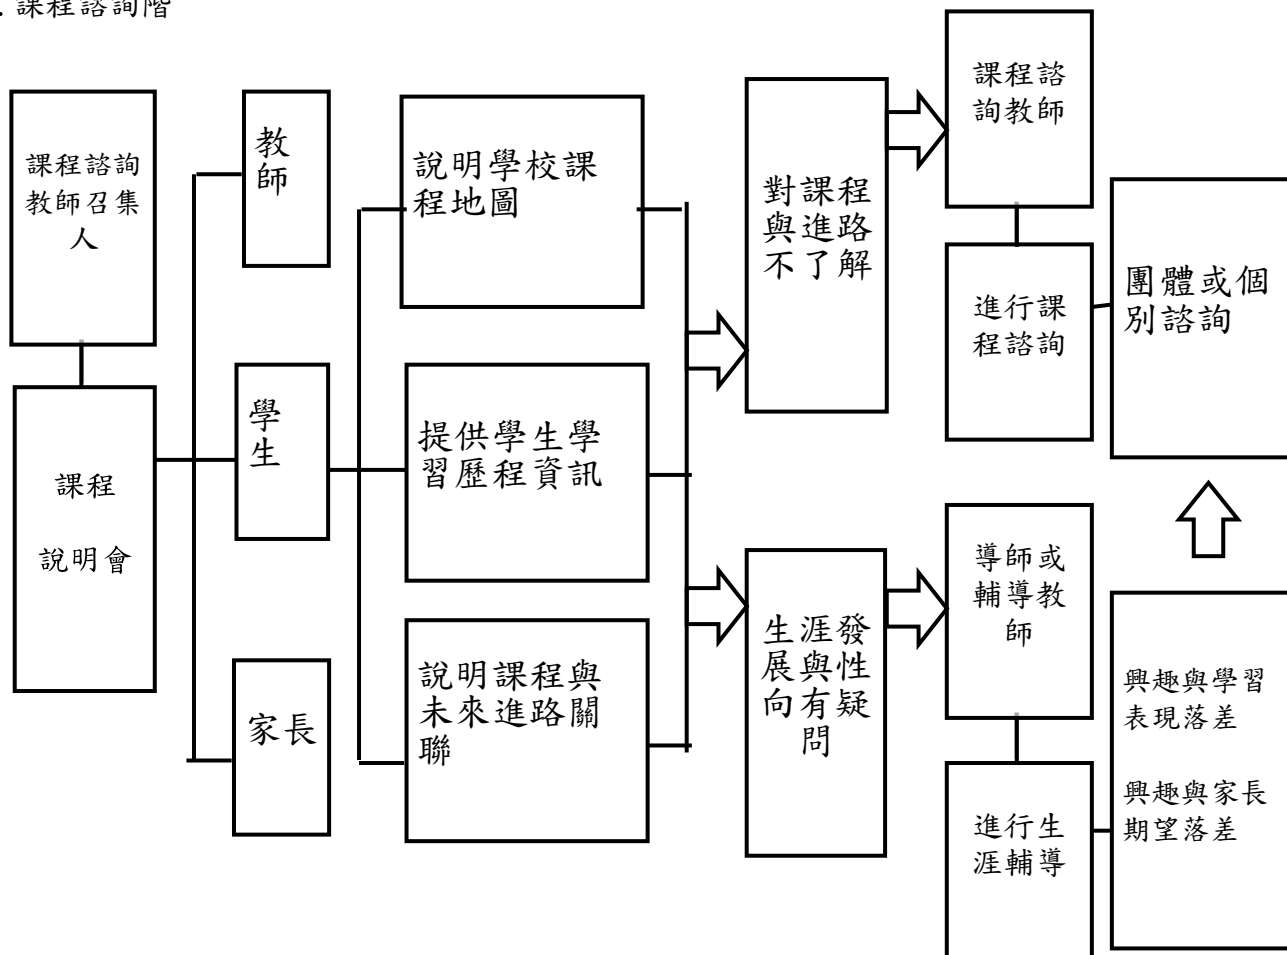 . 課程諮詢階
課程諮詢
教師召集
人
課程
說明會
教
師
學
生
家長
說明學校課
程地圖
提供學生學
習歷程資訊
說明課程與
未來進路關
聯
對課程
與進路
不了解
生涯發
展與性
向有疑
問
課程諮
詢教師
進行課
程諮詢
團體或個
別諮詢
導師或
輔導教
師
進行生
涯輔導
興趣與學習
表現落差
興趣與家長
期望落差